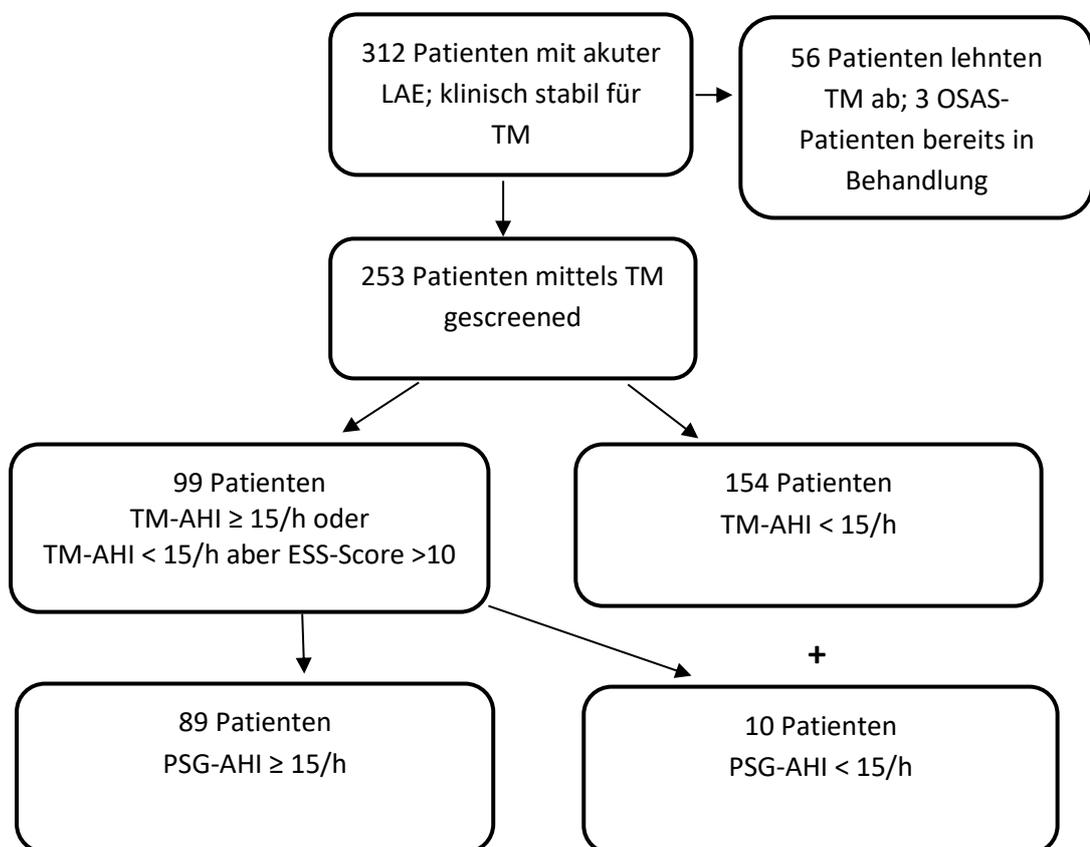 312 Patienten mit akuter
LAE; klinisch stabil für
TM
56 Patienten lehnten
TM ab; 3 OSAS-
Patienten bereits in
Behandlung
253 Patienten mittels TM
gescreened
99 Patienten
TM-AHI ≥ 15/h oder
TM-AHI < 15/h aber ESS-Score >10
154 Patienten
TM-AHI < 15/h
+
89 Patienten
PSG-AHI ≥ 15/h
10 Patienten
PSG-AHI < 15/h